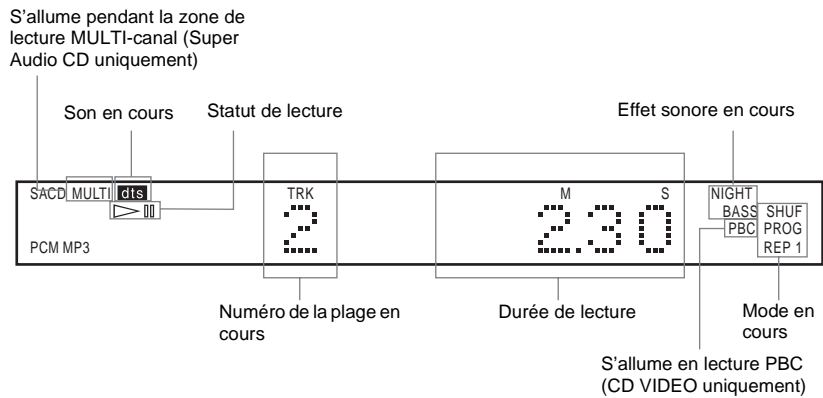 S'allume pendant la zone de
lecture MULTI-canal (Super
Audio CD uniquement)
Son en cours
Statut de lecture
Effet sonore en cours
SACD MULTI dts
TRK
M S
NIGHT
BASS SHUF
2
2.30
PBC PROG
PCM MP3
REP 1
Numéro de la plage en
cours
Durée de lecture
Mode en
cours
S'allume en lecture PBC
(CD VIDEO uniquement)